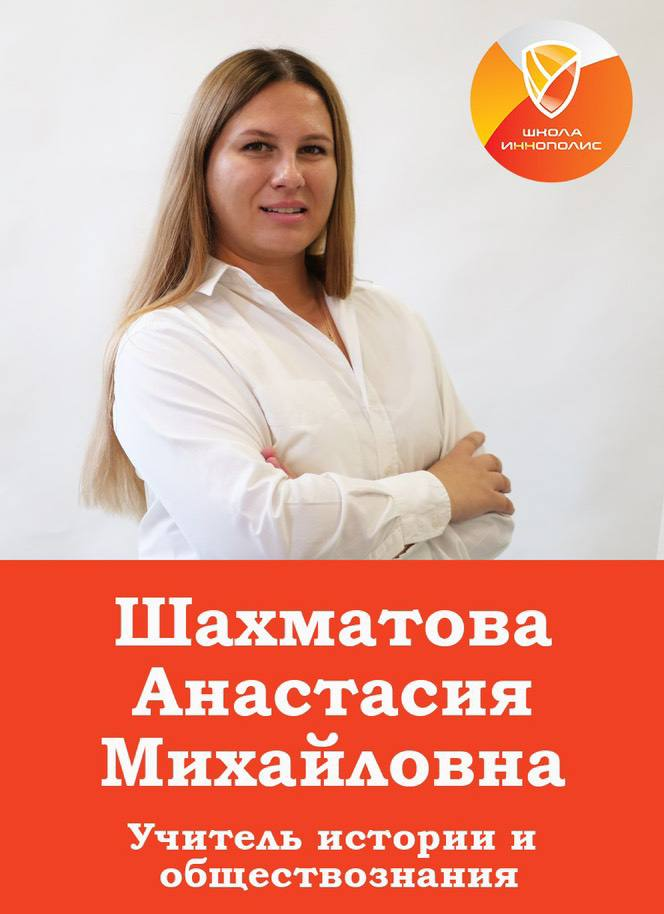 ШКОЛА
ИННОПОЛИС
Шахматова
Анастасия
Михайловна
Учитель истории и
обществознания